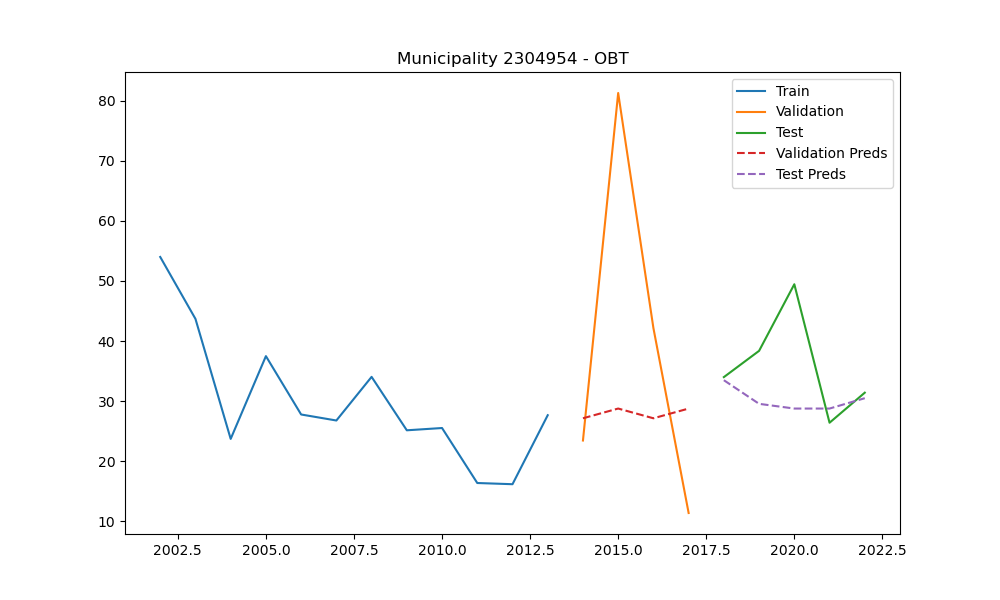 Municipality 2304954 - OBT
Train
Validation
Test
Validation Preds
Test Preds
80
70
60
50
40
30
20
10
2002.5 2005.0 2007.5 2010.0 2012.5 2015.0 2017.5 2020.0 2022.5